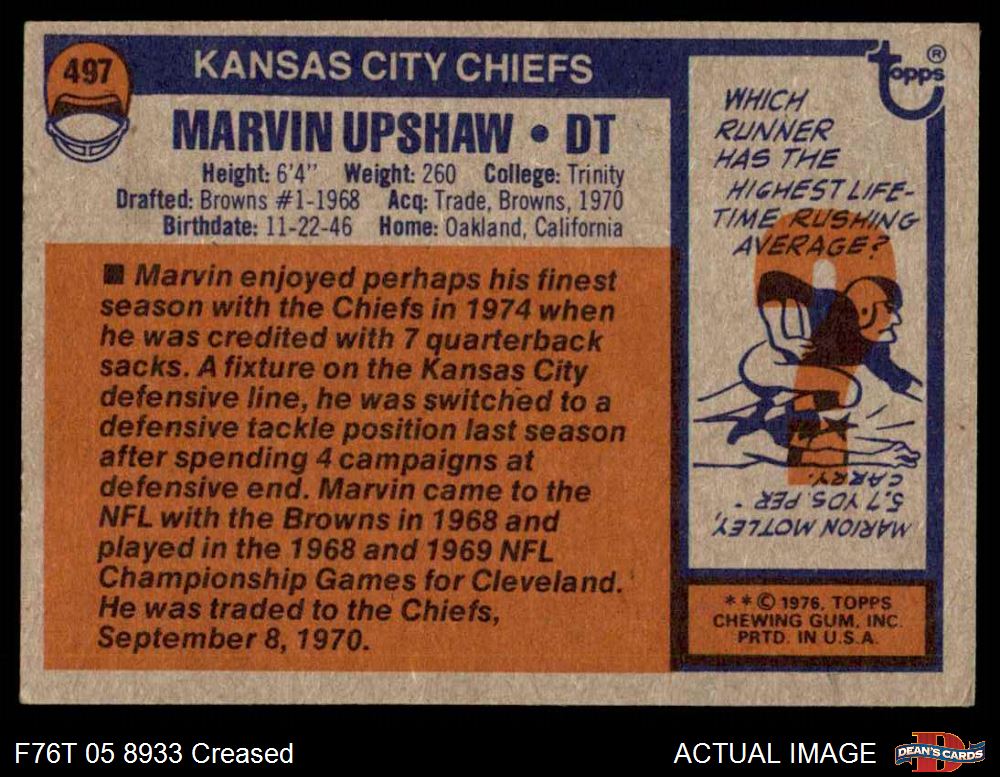 497
KANSAS CITY CHIEFS
MARVIN UPSHAW • DT
Height: 6'4" Weight: 260 College: Trinity
Drafted: Browns #1-1968 Acq: Trade, Browns, 1970
Birthdate: 11-22-46 Home: Oakland, California
■ Marvin enjoyed perhaps his finest
season with the Chiefs in 1974 when
he was credited with 7 quarterback
sacks. A fixture on the Kansas City
defensive line, he was switched to a
defensive tackle position last season
after spending 4 campaigns at
defensive end. Marvin came to the
NFL with the Browns in 1968 and
played in the 1968 and 1969 NFL
Championship Games for Cleveland.
He was traded to the Chiefs,
September 8, 1970.
Topps ®
WHICH
RUNNER
HAS THE
HIGHEST LIFE-
TIME RUSHING
AVERAGE?
MARION MOTLEY,
5.7 YDS. PER
CARRY.
** © 1976, TOPPS
CHEWING GUM, INC.
PRTD. IN U.S.A.
F76T 05 8933 Creased
ACTUAL IMAGE
DEAN'S CARDS